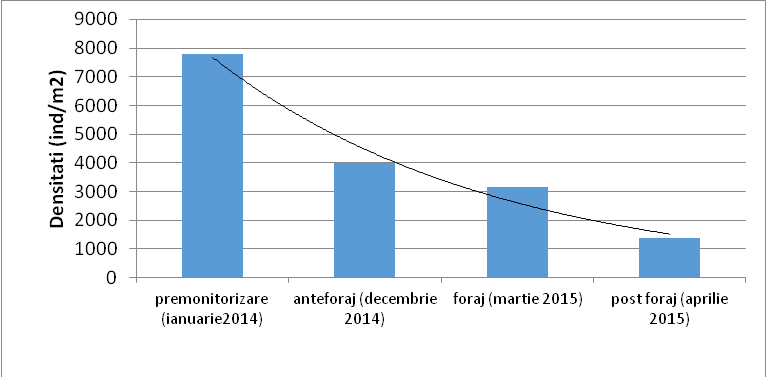 Densitati (ind/m2)
9000
8000
7000
6000
5000
4000
3000
2000
1000
0
premonitorizare
(ianuarie2014)
anteforaj (decembrie
2014)
foraj (martie 2015)
post foraj (aprilie
2015)